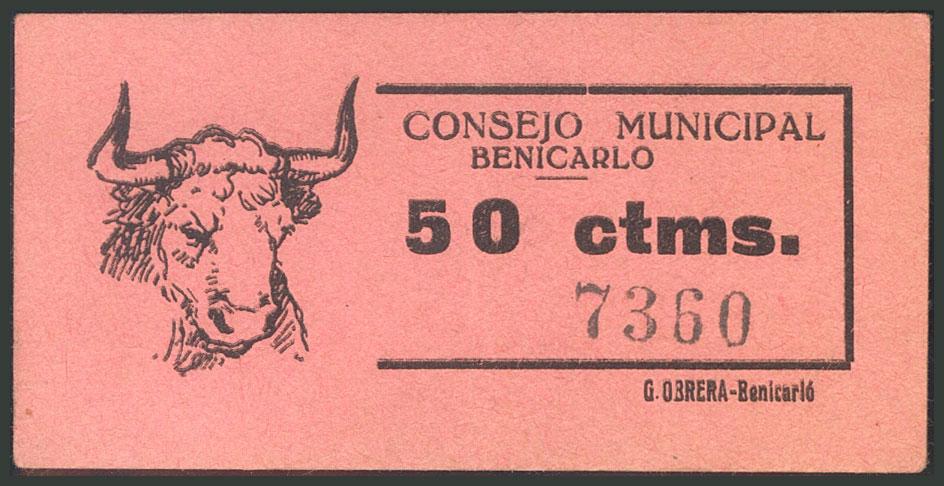 CONSEJO MUNICIPAL
BENICARLO
50 ctms.
7360
G. OBRERA-Benicarló